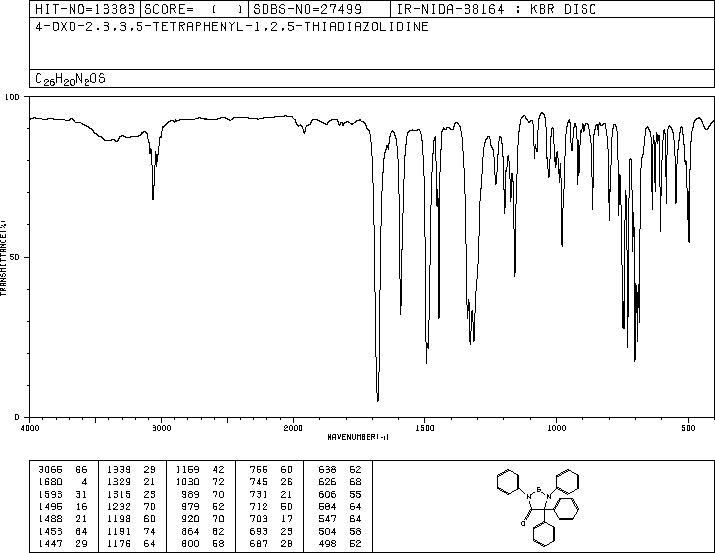 HIT-NO=13383 SCORE= ( ) SDBS-NO=27499 IR-NIDA-38164 : KBR DISC
4-OXO-2,3,3,5-TETRAPHENYL-1,2,5-THIADIAZOLIDINE
C26H20N2OS
100
50
0
TRANSMITTANCE(%)
4000 3000 2000 1500 1000 500
WAVENUMBER(-1)
3065 66 1339 29 1159 42 755 60 638 62
1680 4 1329 21 1030 72 745 26 626 68
1593 31 1315 23 989 70 731 21 606 55
1495 16 1232 70 979 52 712 50 584 64
1488 21 1198 60 920 70 703 17 547 64
1453 64 1191 74 864 62 693 23 504 58
1447 29 1176 64 800 58 687 28 498 52
S
N N
O